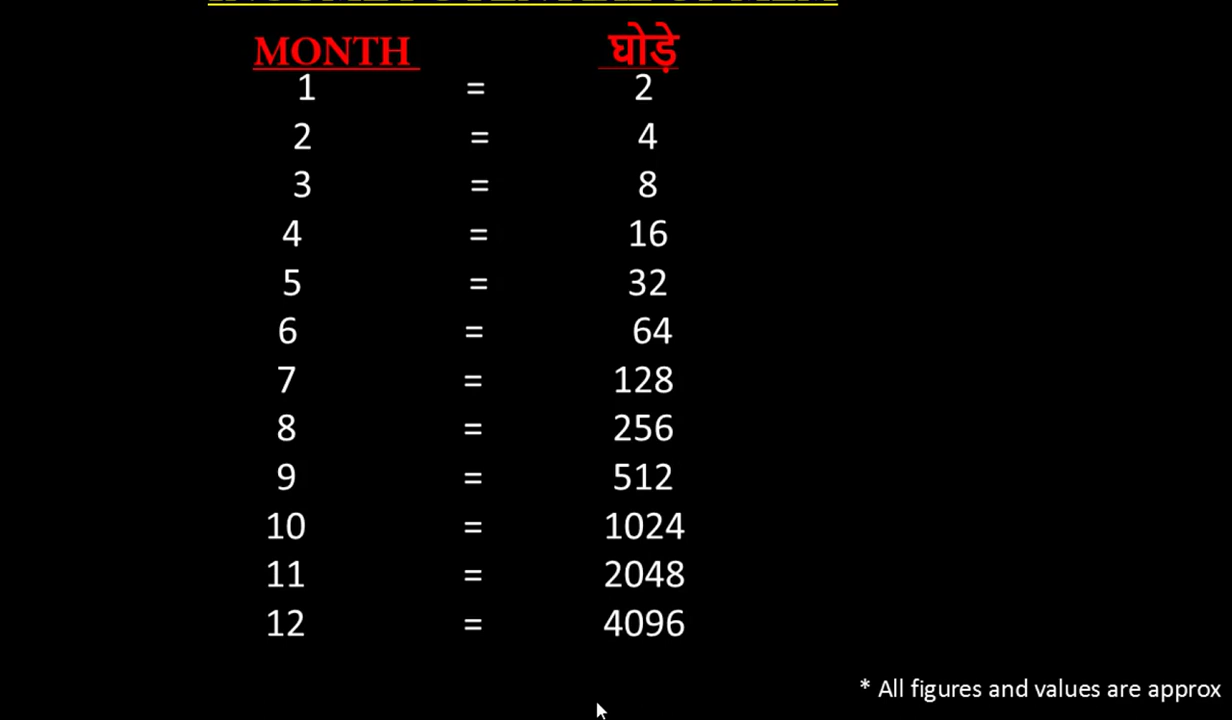 MONTH घोड़े
1 = 2
2 = 4
3 = 8
4 = 16
5 = 32
6 = 64
7 = 128
8 = 256
9 = 512
10 = 1024
11 = 2048
12 = 4096
* All figures and values are approx